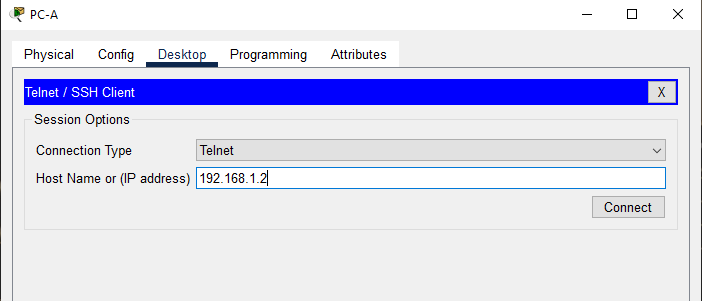 PC-A
Physical Config Desktop Programming Attributes
Telnet / SSH Client X
Session Options
Connection Type Telnet
Host Name or (IP address) 192.168.1.2
Connect